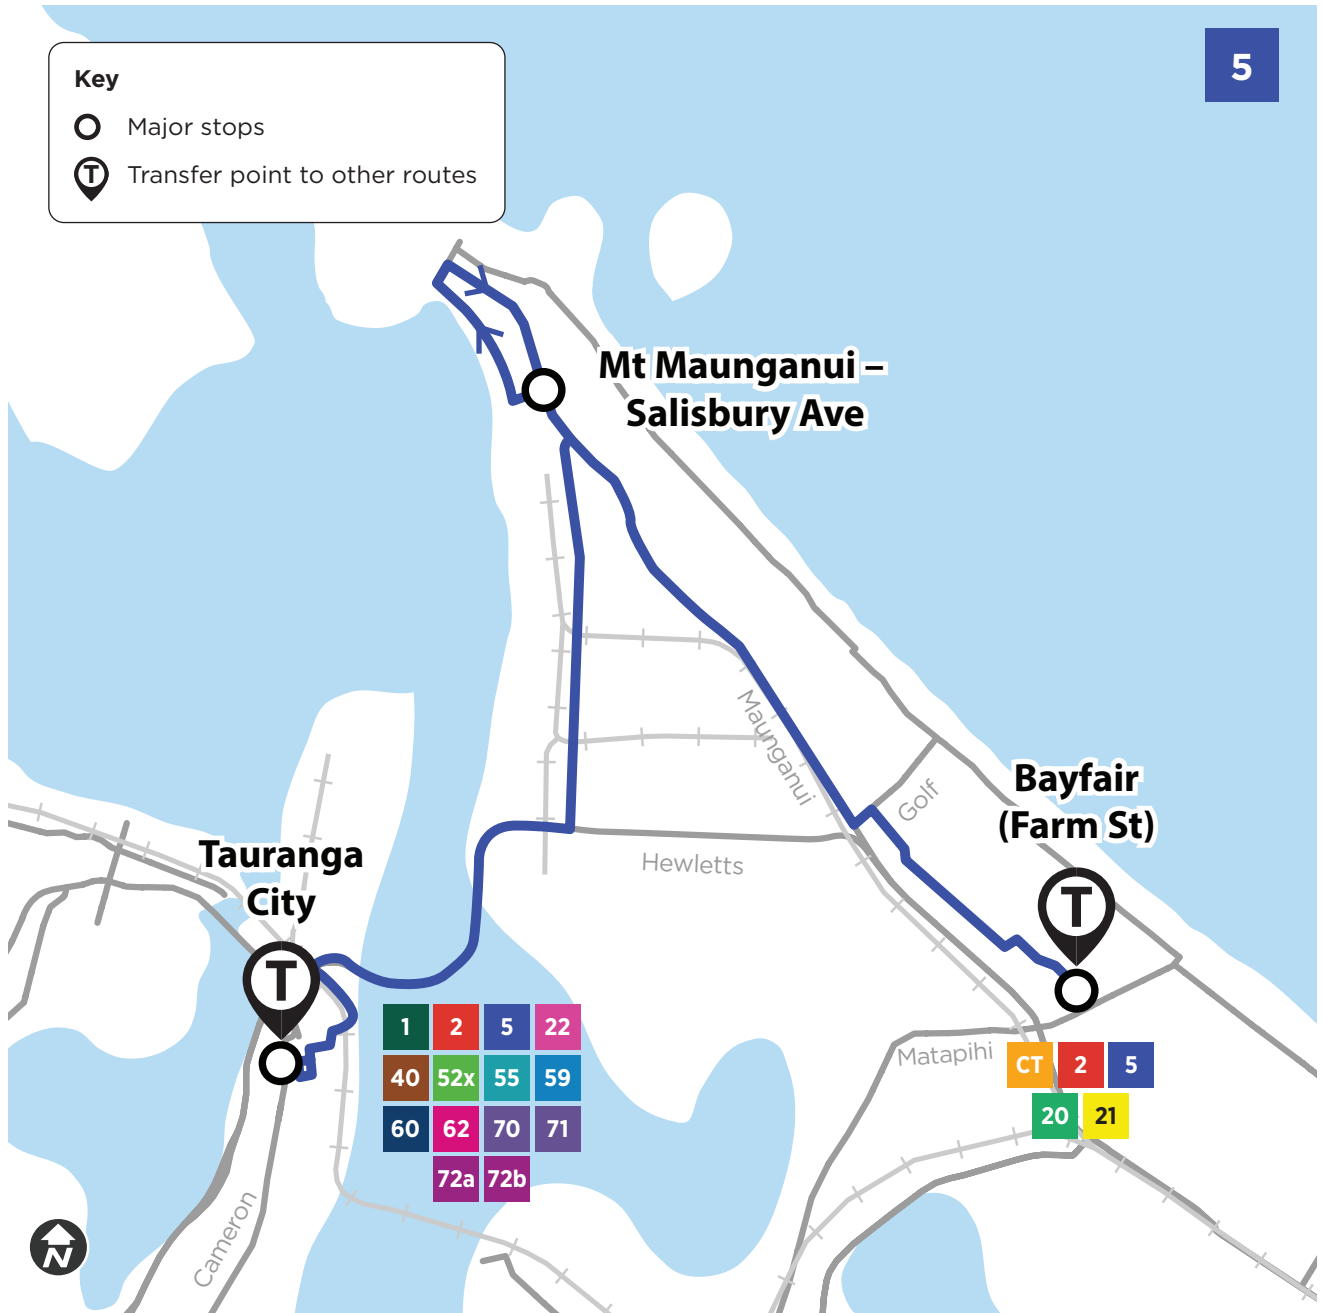 Key
Major stops
T Transfer point to other routes
5
Mt Maunganui –
Salisbury Ave
Maunganui
Golf
Bayfair
(Farm St)
T
Hewletts
Tauranga
City
T
1 2 5 22
40 52x 55 59
60 62 70 71
72a 72b
Matapihi
CT 2 5
20 21
Cameron
N